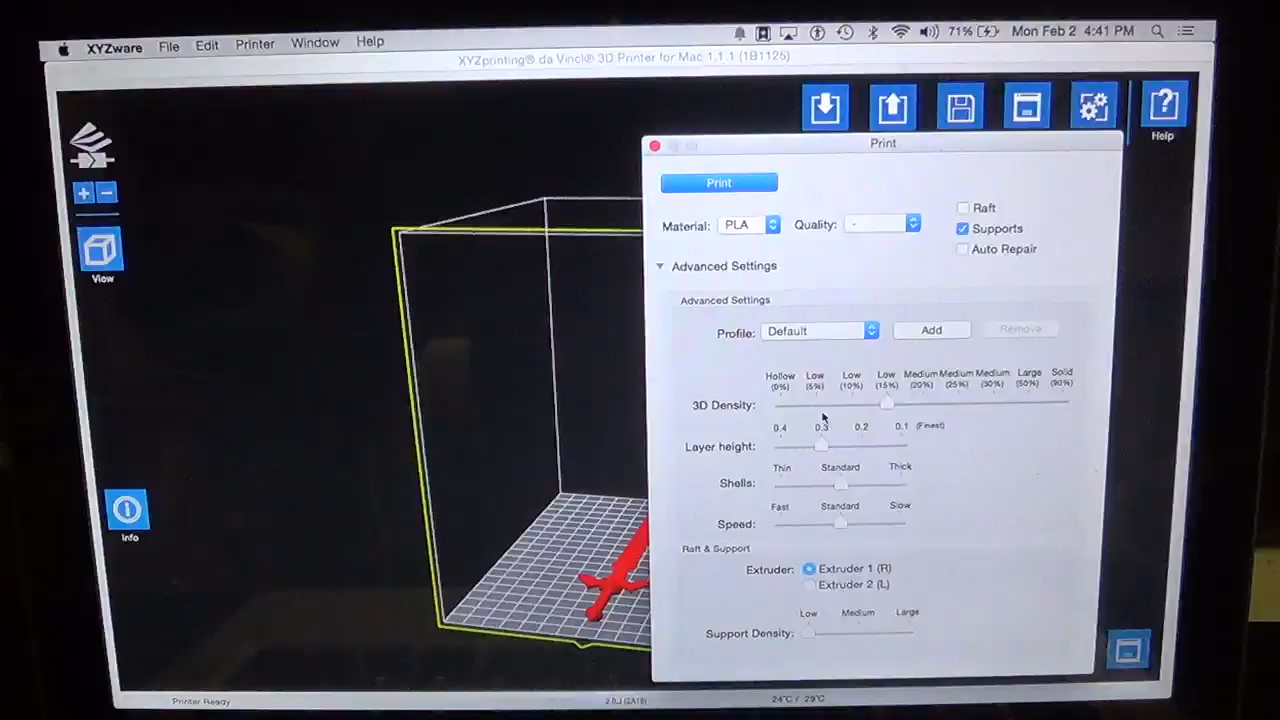 XYZware File Edit Printer Window Help 71% Mon Feb 2 4:41 PM
XYZprinting® da Vinci® 3D Printer for Mac 1.1.1 (1B1125)
Help
Print
Print
Material: PLA Quality: -
Raft
Supports
Auto Repair
Advanced Settings
Advanced Settings
Profile: Default Add Remove
Hollow (0%) Low (5%) Low (10%) Low (15%) Medium (20%) Medium (25%) Medium (30%) Large (50%) Solid (90%)
3D Density:
0.4 0.3 0.2 0.1 (Finest)
Layer height:
Thin Standard Thick
Shells:
Fast Standard Slow
Speed:
Raft & Support
Extruder: Extruder 1 (R)
Extruder 2 (L)
Low Medium Large
Support Density:
View
Info
Printer Ready 24°C / 29°C